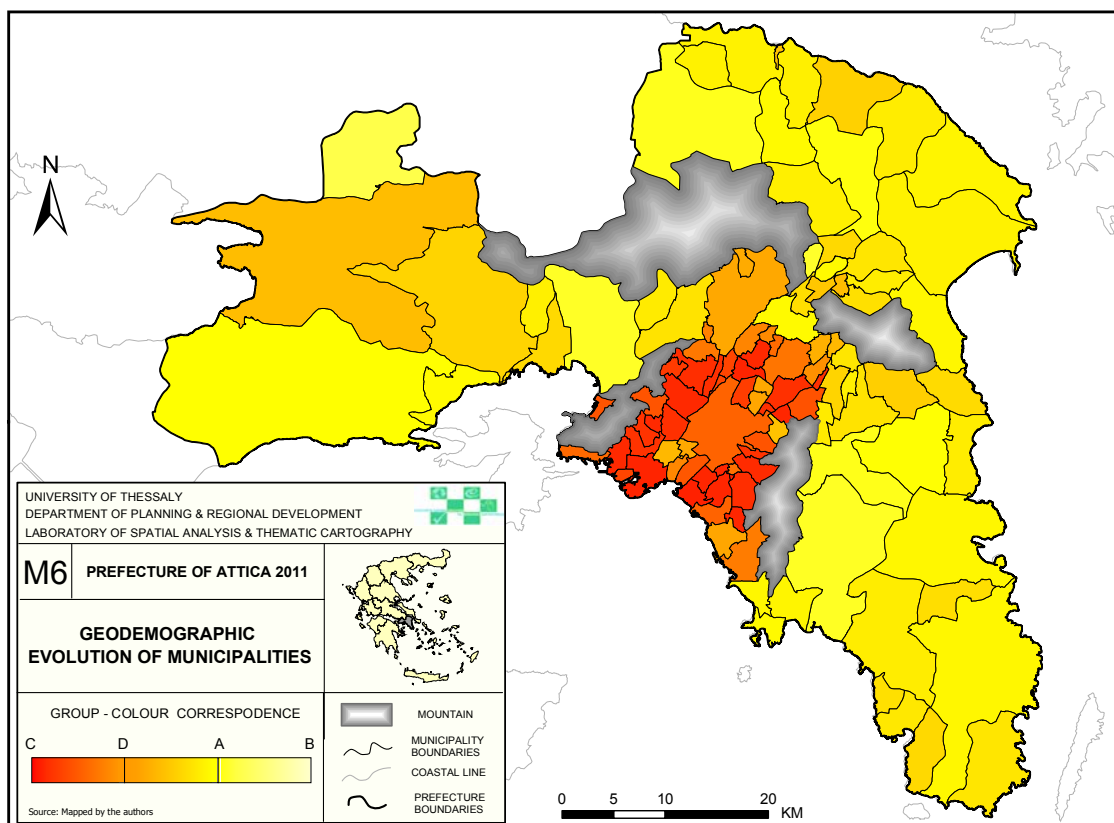 N
UNIVERSITY OF THESSALY
DEPARTMENT OF PLANNING & REGIONAL DEVELOPMENT
LABORATORY OF SPATIAL ANALYSIS & THEMATIC CARTOGRAPHY
M6
PREFECTURE OF ATTICA 2011
GEODEMOGRAPHIC
EVOLUTION OF MUNICIPALITIES
GROUP - COLOUR CORRESPODENCE
C D A B
Source: Mapped by the authors
MOUNTAIN
MUNICIPALITY
BOUNDARIES
COASTAL LINE
PREFECTURE
BOUNDARIES
0 5 10 20
KM